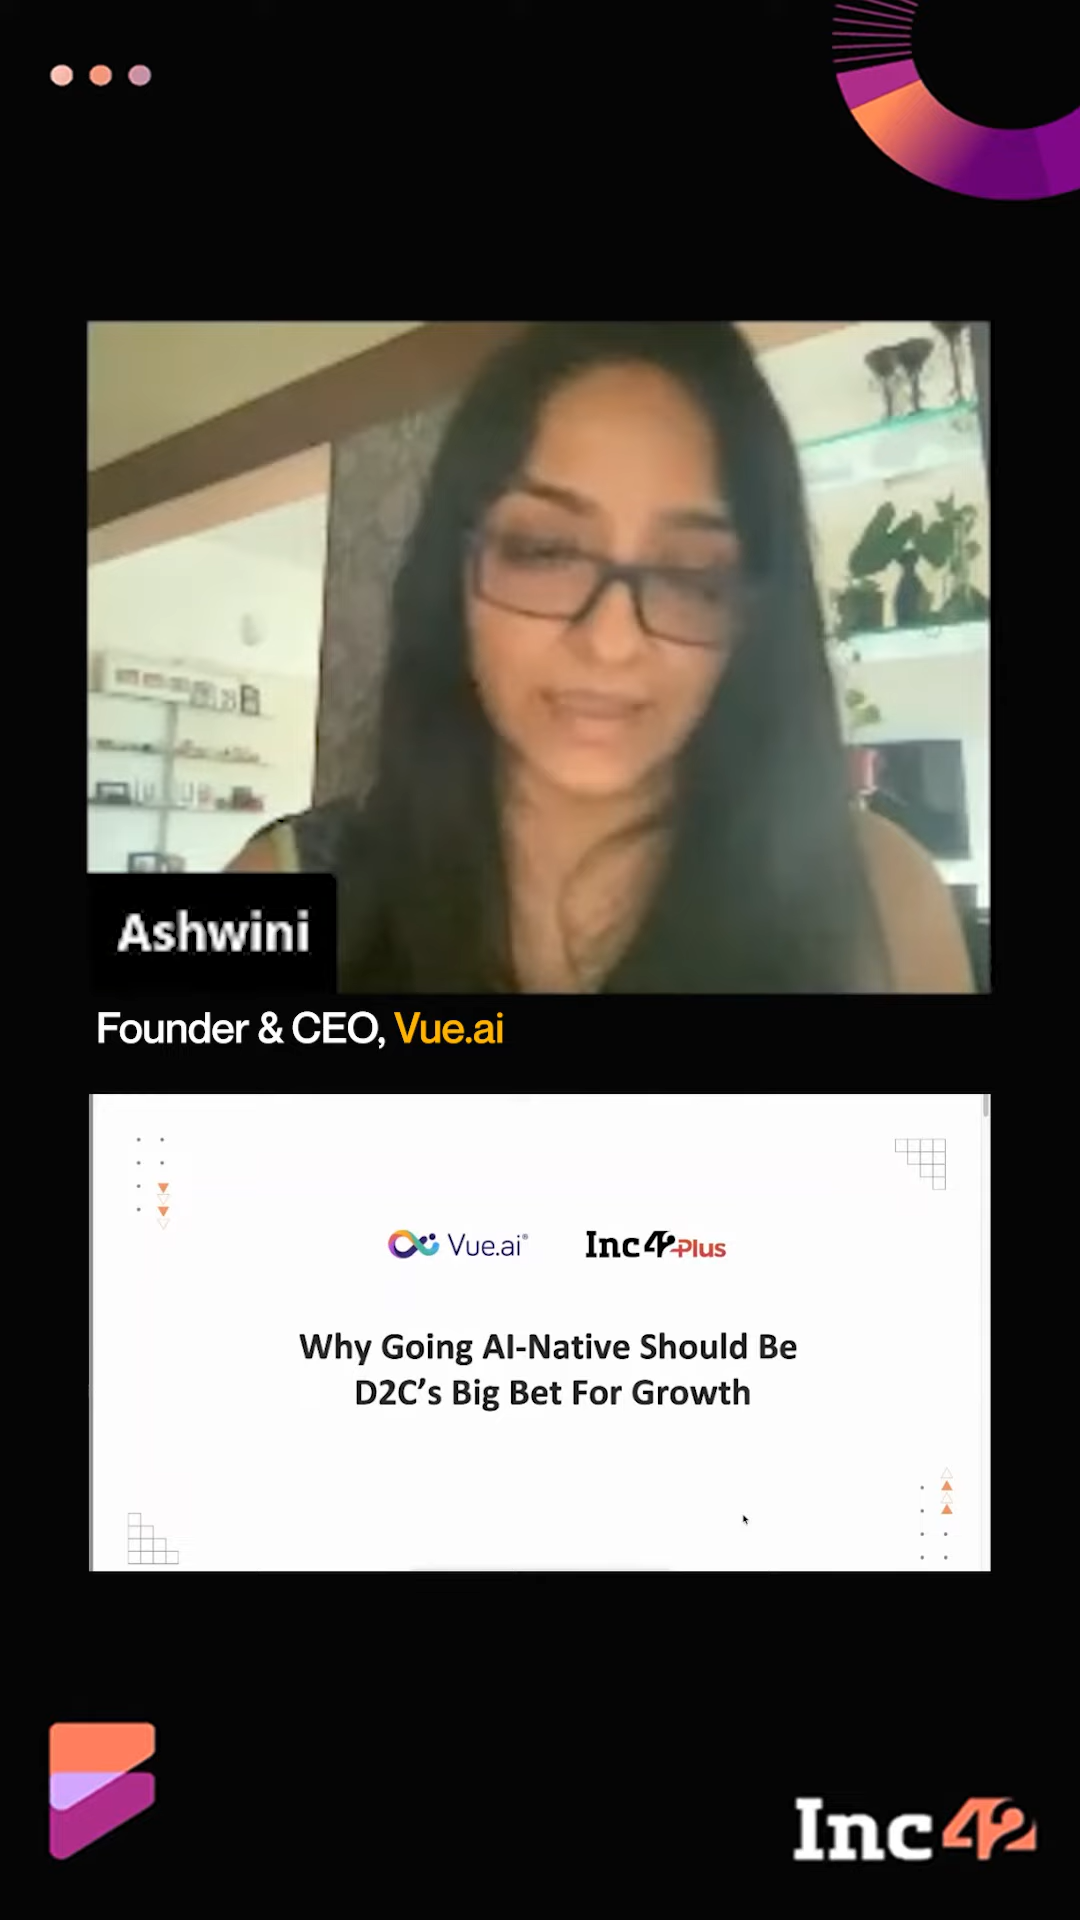 Ashwini
Founder & CEO, Vue.ai
Vue.ai®
Inc42Plus
Why Going AI-Native Should Be
D2C’s Big Bet For Growth
Inc42